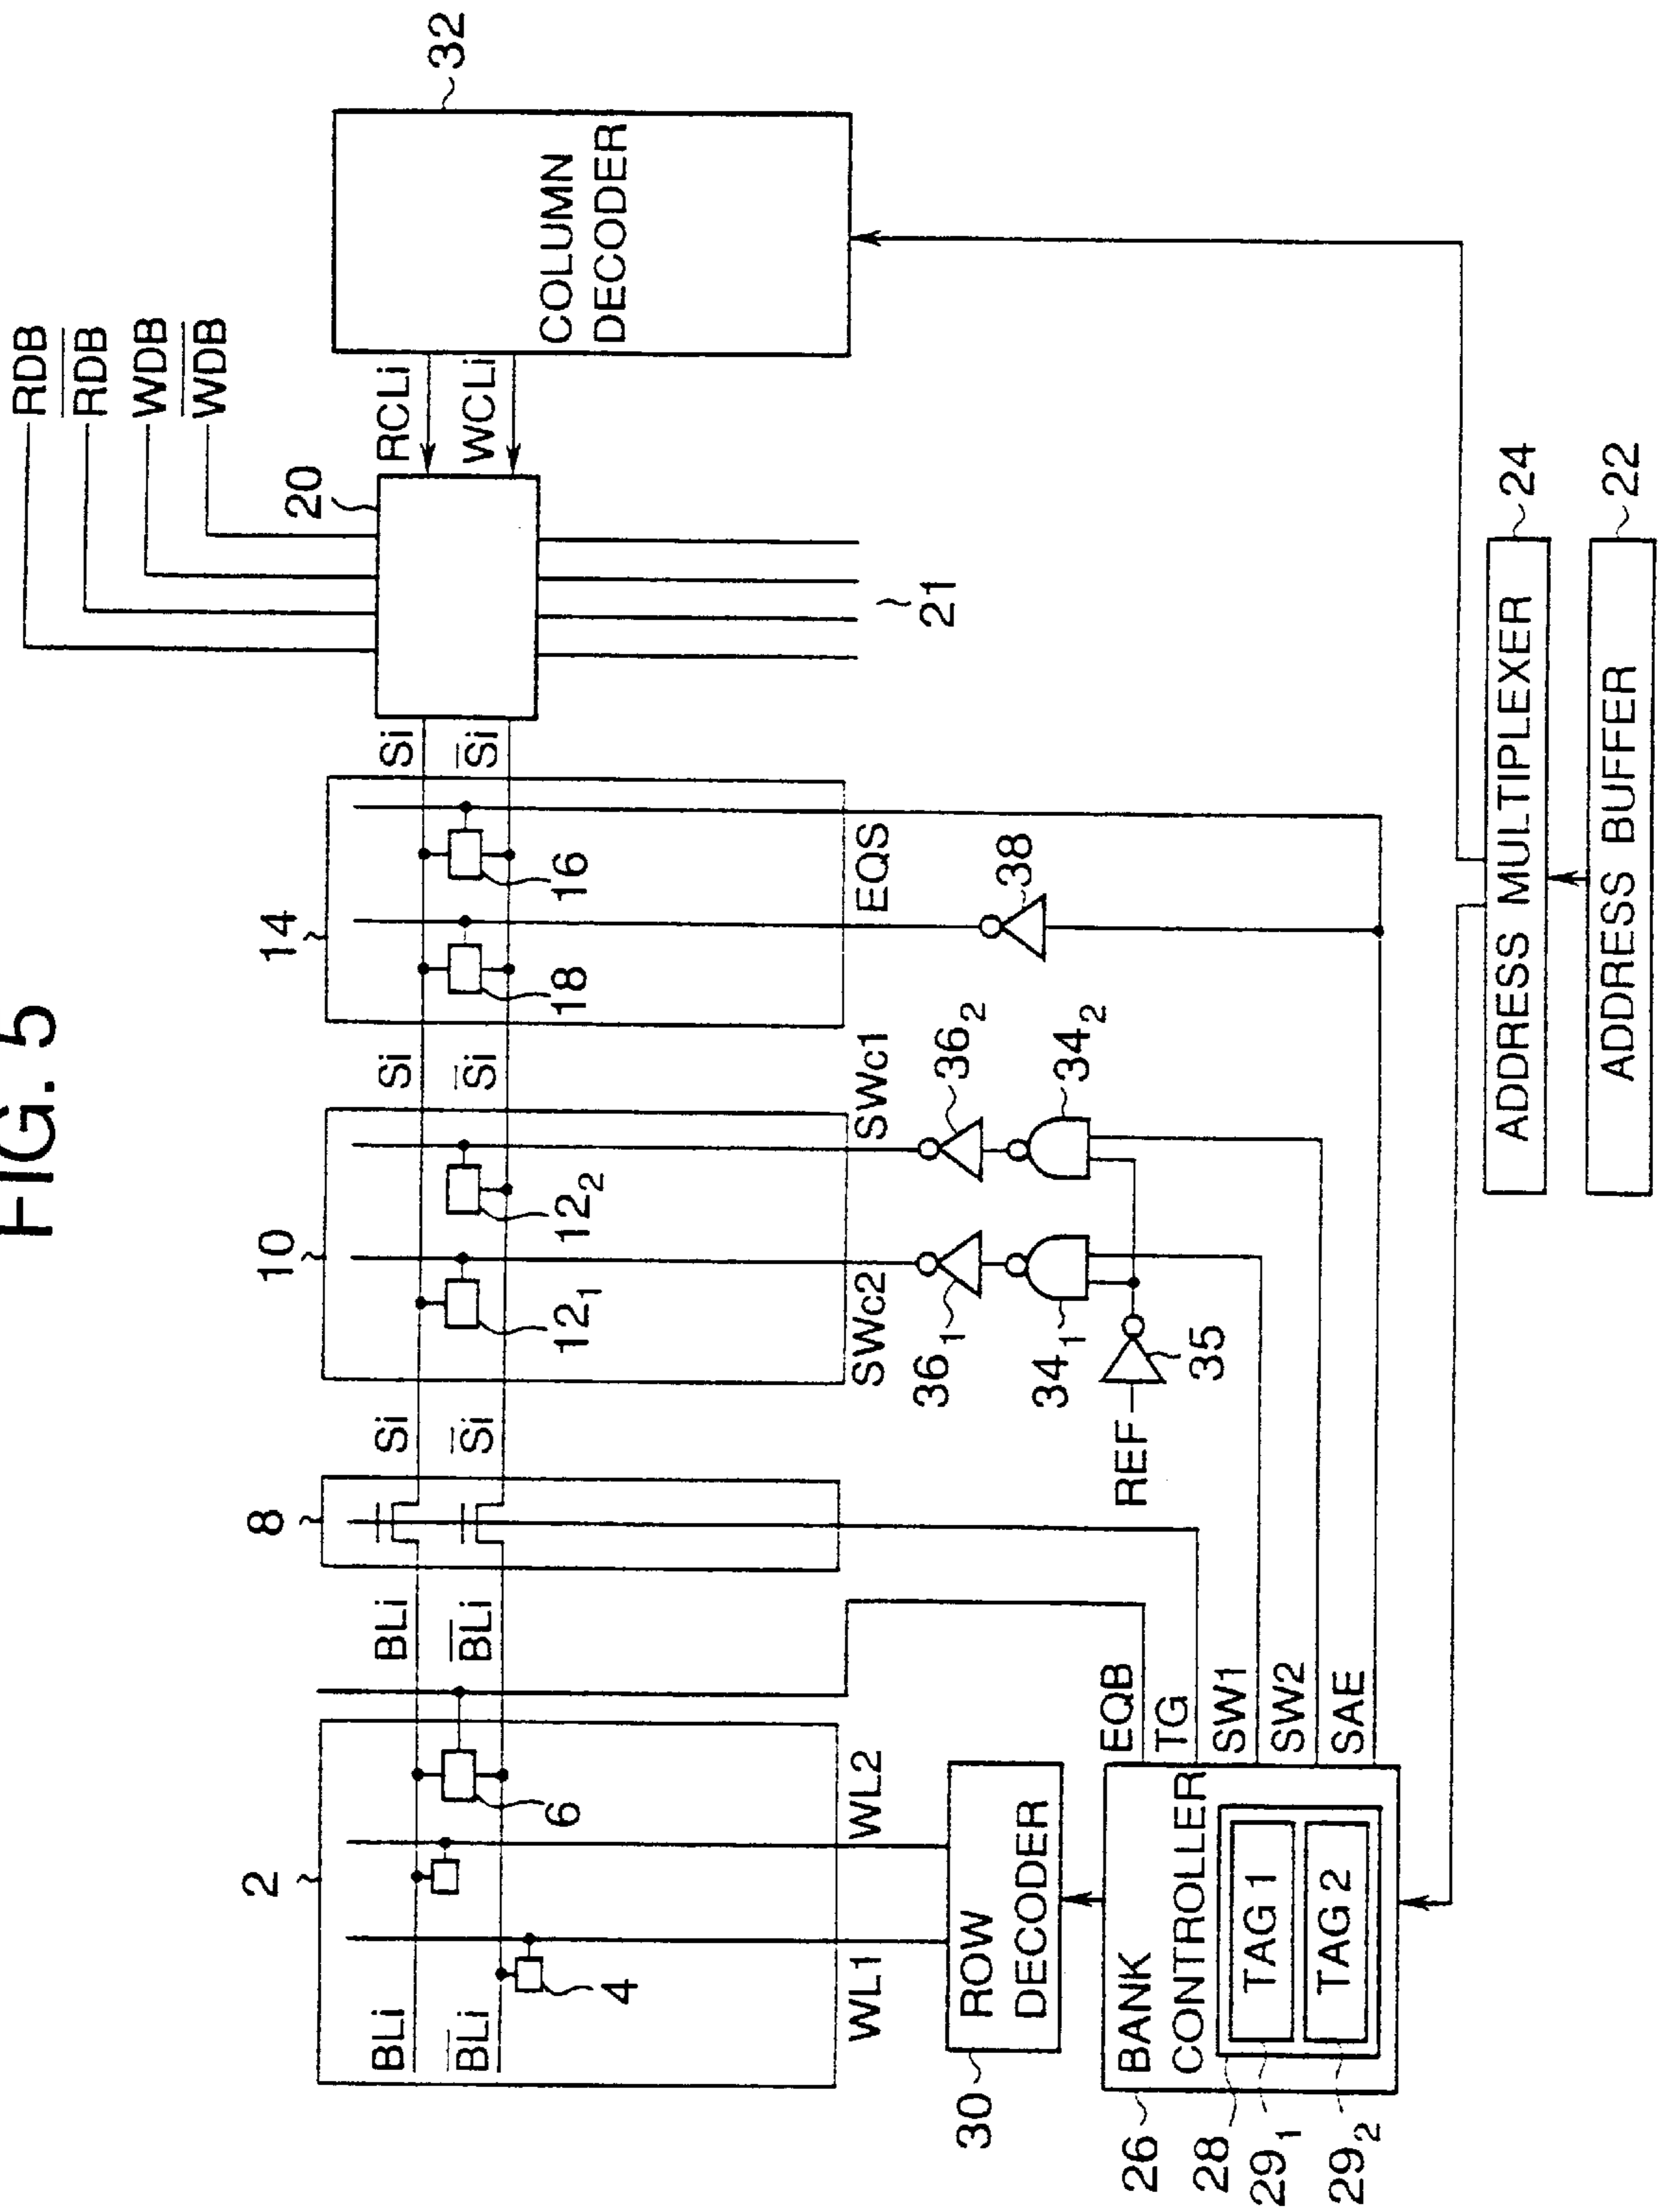 FIG. 5
RDB
RDB
WDB
WDB
32
COLUMN
DECODER
RCLi
WCLi
20
21
Si
Si
14
16
18
EQS
38
Si
Si
10
12₁
12₂
SWc2
SWc1
36₁
36₂
34₁
34₂
35
REF
Si
Si
8
BLi
BLi
2
6
4
BLi
BLi
WL1
WL2
30
ROW
DECODER
EQB
TG
SW1
SW2
SAE
26
BANK
CONTROLLER
28
TAG 1
29₁
TAG 2
29₂
24
ADDRESS MULTIPLEXER
22
ADDRESS BUFFER